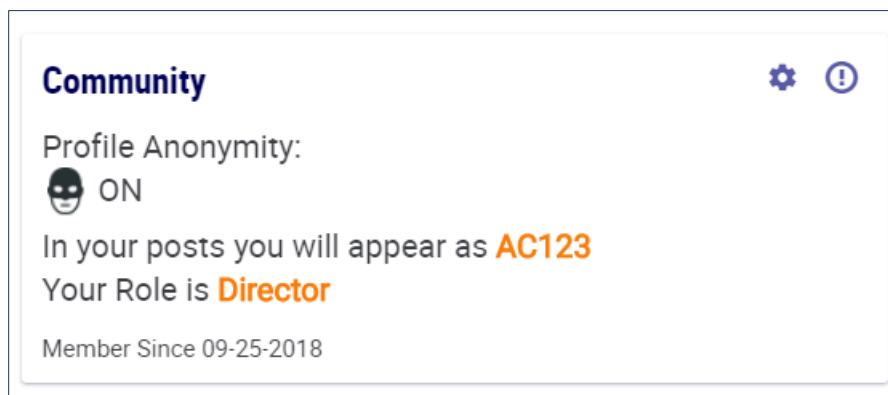 Community
Profile Anonymity:
ON
In your posts you will appear as AC123
Your Role is Director
Member Since 09-25-2018